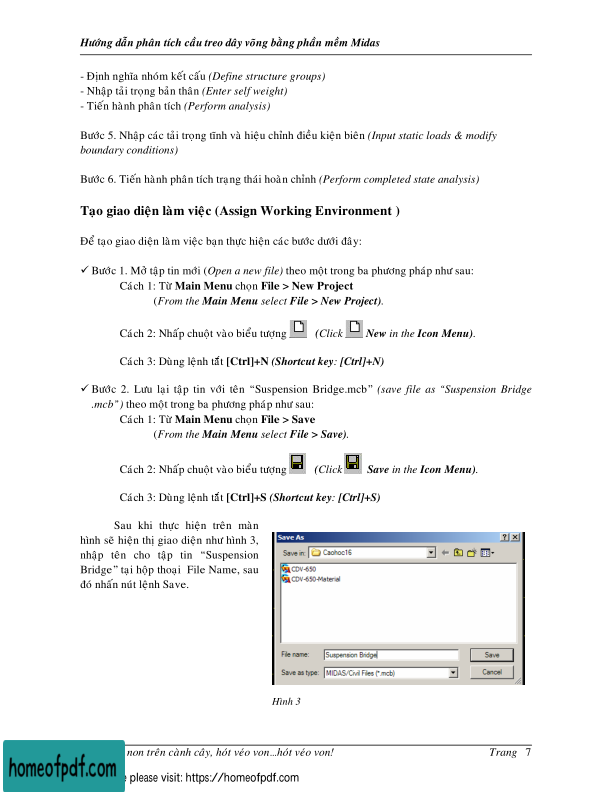 Hướng dẫn phân tích cầu treo dây võng bằng phần mềm Midas
- Định nghĩa nhóm kết cấu (Define structure groups)
- Nhập tải trọng bản thân (Enter self weight)
- Tiến hành phân tích (Perform analysis)
Bước 5. Nhập các tải trọng tĩnh và hiệu chỉnh điều kiện biên (Input static loads & modify
boundary conditions)
Bước 6. Tiến hành phân tích trạng thái hoàn chỉnh (Perform completed state analysis)
Tạo giao diện làm việc (Assign Working Environment )
Để tạo giao diện làm việc bạn thực hiện các bước dưới đây:
✓ Bước 1. Mở tập tin mới (Open a new file) theo một trong ba phương pháp như sau:
Cách 1: Từ Main Menu chọn File > New Project
(From the Main Menu select File > New Project).
Cách 2: Nhấp chuột vào biểu tượng (Click New in the Icon Menu).
Cách 3: Dùng lệnh tắt [Ctrl]+N (Shortcut key: [Ctrl]+N)
✓ Bước 2. Lưu lại tập tin với tên “Suspension Bridge.mcb” (save file as “Suspension Bridge
.mcb”) theo một trong ba phương pháp như sau:
Cách 1: Từ Main Menu chọn File > Save
(From the Main Menu select File > Save).
Cách 2: Nhấp chuột vào biểu tượng (Click Save in the Icon Menu).
Cách 3: Dùng lệnh tắt [Ctrl]+S (Shortcut key: [Ctrl]+S)
Sau khi thực hiện trên màn
hình sẽ hiện thị giao diện như hình 3,
nhập tên cho tập tin “Suspension
Bridge” tại hộp thoại File Name, sau
đó nhấn nút lệnh Save.
Save As
Save in: Caohoc16
CDV-650
CDV-650-Material
File name: Suspension Bridge Save
Save as type: MIDAS/Civil Files (*.mcb) Cancel
Hình 3
non trên cành cây, hót véo von...hót véo von! Trang 7
homeofpdf.com
please visit: https://homeofpdf.com